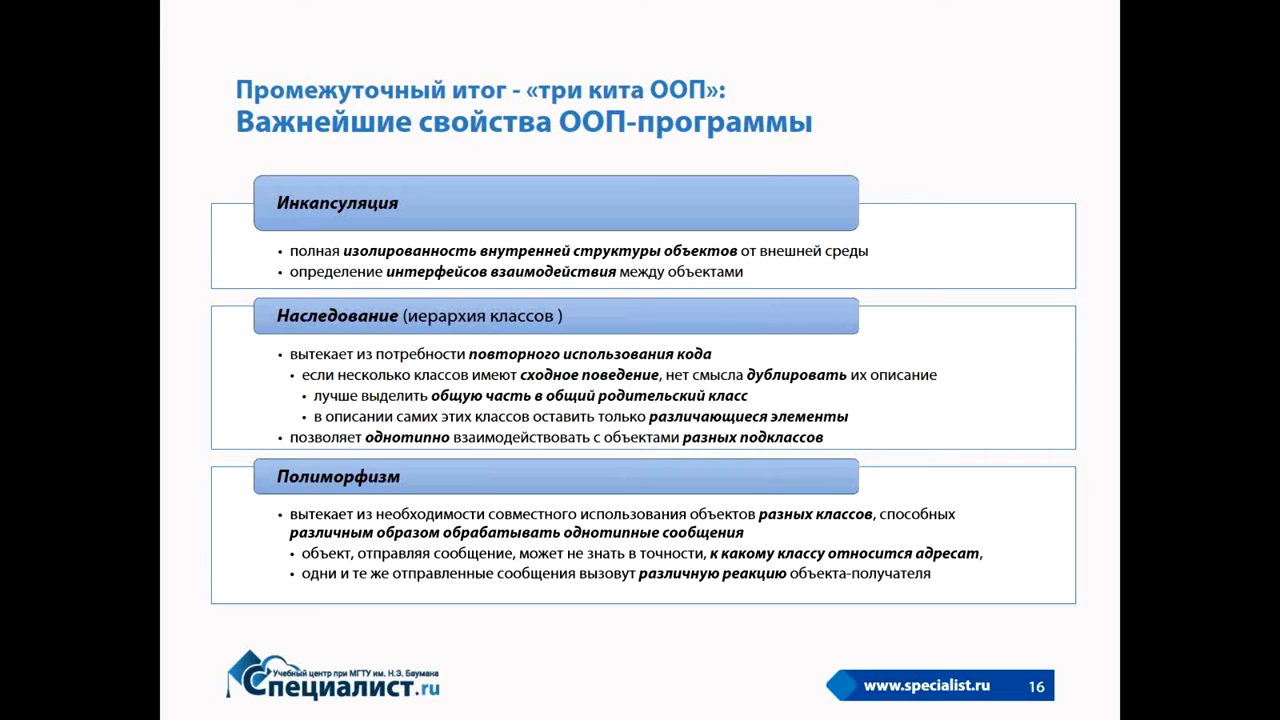 Промежуточный итог - «три кита ООП»:
Важнейшие свойства ООП-программы
Инкапсуляция
• полная изолированность внутренней структуры объектов от внешней среды
• определение интерфейсов взаимодействия между объектами
Наследование (иерархия классов )
• вытекает из потребности повторного использования кода
• если несколько классов имеют сходное поведение, нет смысла дублировать их описание
• лучше выделить общую часть в общий родительский класс
• в описании самих этих классов оставить только различающиеся элементы
• позволяет однотипно взаимодействовать с объектами разных подклассов
Полиморфизм
• вытекает из необходимости совместного использования объектов разных классов, способных
различным образом обрабатывать однотипные сообщения
• объект, отправляя сообщение, может не знать в точности, к какому классу относится адресат,
• одни и те же отправленные сообщения вызовут различную реакцию объекта-получателя
Учебный центр при МГТУ им. Н.Э. Баумана
Специалист.ru
www.specialist.ru 16